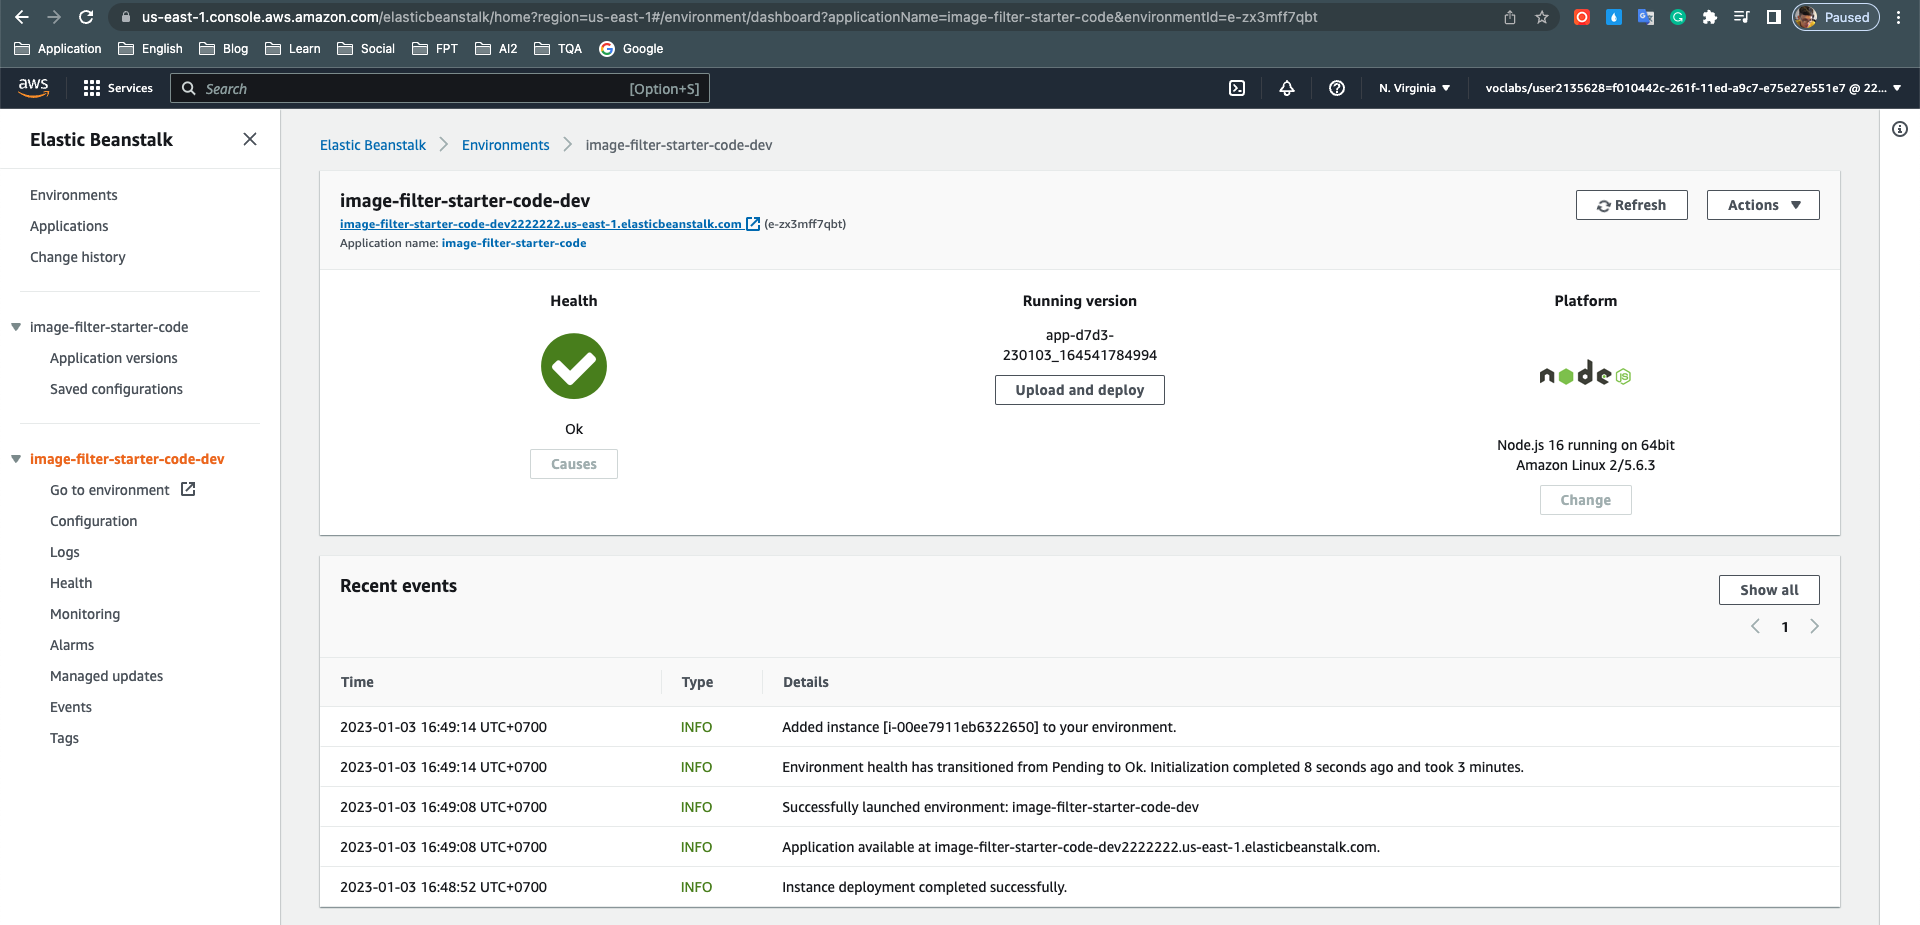 us-east-1.console.aws.amazon.com/elasticbeanstalk/home?region=us-east-1#/environment/dashboard?applicationName=image-filter-starter-code&environmentId=e-zx3mff7qbt
Paused
Application English Blog Learn Social FPT AI2 TQA Google
aws Services Search [Option+S] N. Virginia voclabs/user2135628=f010442c-261f-11ed-a9c7-e75e27e551e7 @ 22...
Elastic Beanstalk
Environments
Applications
Change history
image-filter-starter-code
Application versions
Saved configurations
image-filter-starter-code-dev
Go to environment
Configuration
Logs
Health
Monitoring
Alarms
Managed updates
Events
Tags
Elastic Beanstalk Environments image-filter-starter-code-dev
image-filter-starter-code-dev
image-filter-starter-code-dev2222222.us-east-1.elasticbeanstalk.com (e-zx3mff7qbt)
Application name: image-filter-starter-code
Refresh
Actions
Health
Ok
Causes
Running version
app-d7d3-
230103_164541784994
Upload and deploy
Platform
node JS
Node.js 16 running on 64bit
Amazon Linux 2/5.6.3
Change
Recent events
Show all
1
Time Type Details
2023-01-03 16:49:14 UTC+0700 INFO Added instance [i-00ee7911eb6322650] to your environment.
2023-01-03 16:49:14 UTC+0700 INFO Environment health has transitioned from Pending to Ok. Initialization completed 8 seconds ago and took 3 minutes.
2023-01-03 16:49:08 UTC+0700 INFO Successfully launched environment: image-filter-starter-code-dev
2023-01-03 16:49:08 UTC+0700 INFO Application available at image-filter-starter-code-dev2222222.us-east-1.elasticbeanstalk.com.
2023-01-03 16:48:52 UTC+0700 INFO Instance deployment completed successfully.